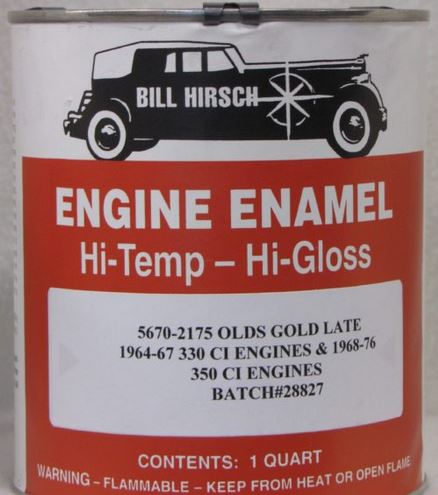 BILL HIRSCH
ENGINE ENAMEL
Hi-Temp – Hi-Gloss
5670-2175 OLDS GOLD LATE
1964-67 330 CI ENGINES & 1968-76
350 CI ENGINES
BATCH#28827
CONTENTS: 1 QUART
WARNING – FLAMMABLE – KEEP FROM HEAT OR OPEN FLAME